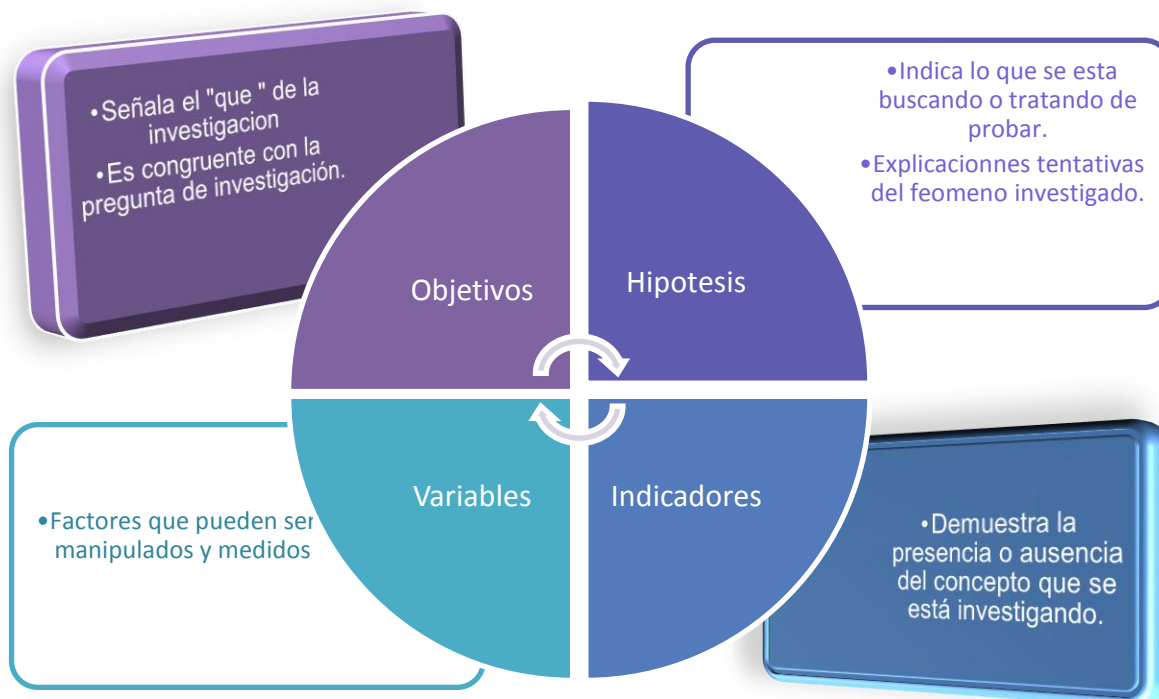 •Señala el "que " de la
investigacion
•Es congruente con la
pregunta de investigación.
•Indica lo que se esta
buscando o tratando de
probar.
•Explicacionnes tentativas
del feomeno investigado.
Objetivos
Hipotesis
Variables
Indicadores
•Factores que pueden ser
manipulados y medidos
•Demuestra la
presencia o ausencia
del concepto que se
está investigando.